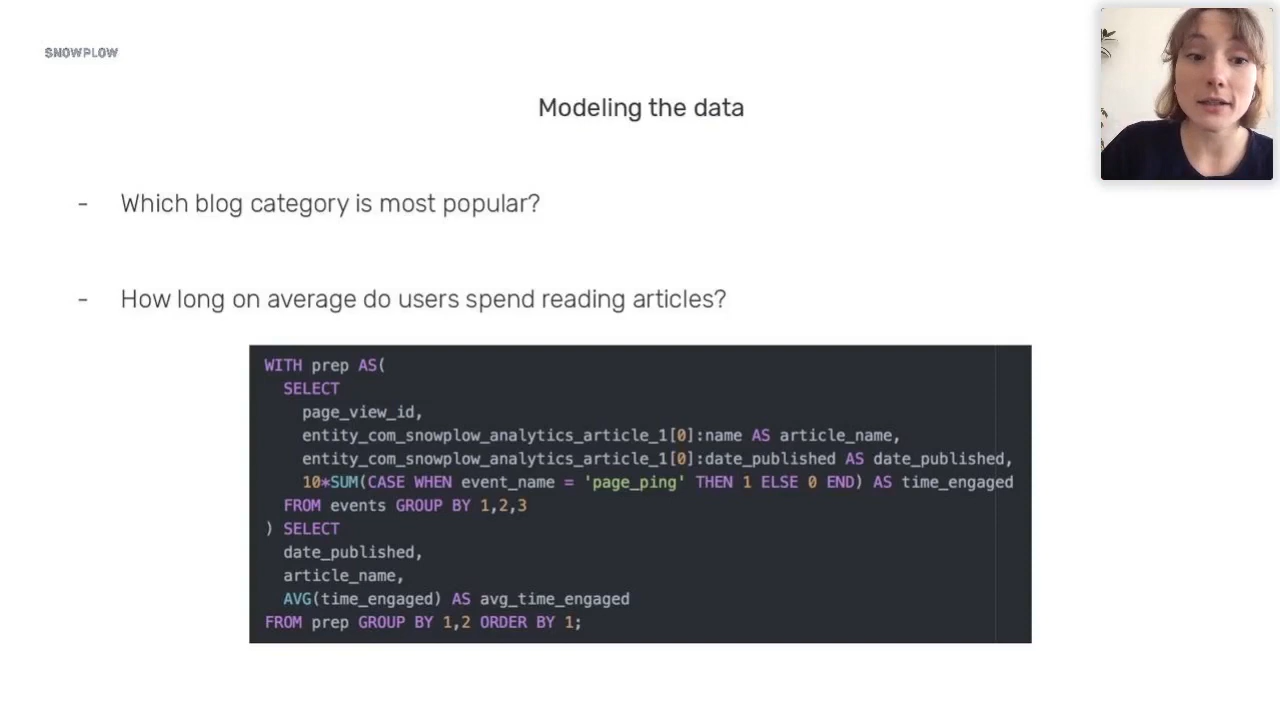 SNOWPLOW
Modeling the data
- Which blog category is most popular?
- How long on average do users spend reading articles?
WITH prep AS(
SELECT
page_view_id,
entity_com_snowplow_analytics_article_1[0]:name AS article_name,
entity_com_snowplow_analytics_article_1[0]:date_published AS date_published,
10*SUM(CASE WHEN event_name = 'page_ping' THEN 1 ELSE 0 END) AS time_engaged
FROM events GROUP BY 1,2,3
) SELECT
date_published,
article_name,
AVG(time_engaged) AS avg_time_engaged
FROM prep GROUP BY 1,2 ORDER BY 1;